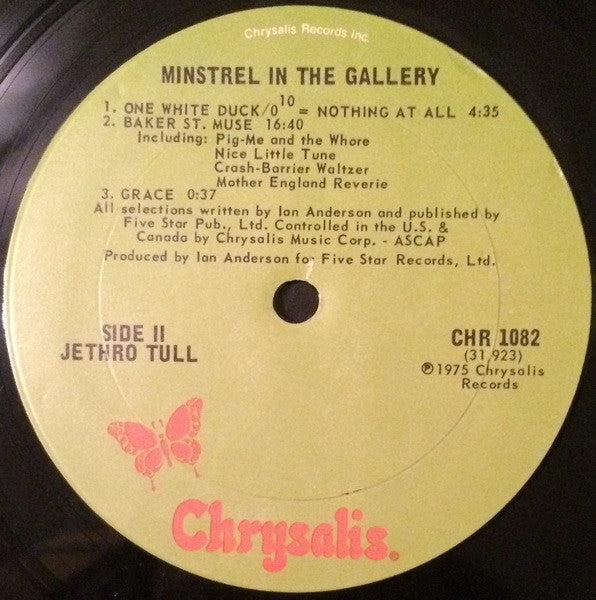 Chrysalis Records Inc.
MINSTREL IN THE GALLERY
1. ONE WHITE DUCK/0¹⁰ = NOTHING AT ALL 4:35
2. BAKER ST. MUSE 16:40
Including: Pig-Me and the Whore
Nice Little Tune
Crash-Barrier Waltzer
Mother England Reverie
3. GRACE 0:37
All selections written by Ian Anderson and published by
Five Star Pub., Ltd. Controlled in the U.S. &
Canada by Chrysalis Music Corp. - ASCAP
Produced by Ian Anderson for Five Star Records, Ltd.
SIDE II
JETHRO TULL
CHR 1082
(31,923)
℗1975 Chrysalis
Records
Chrysalis.